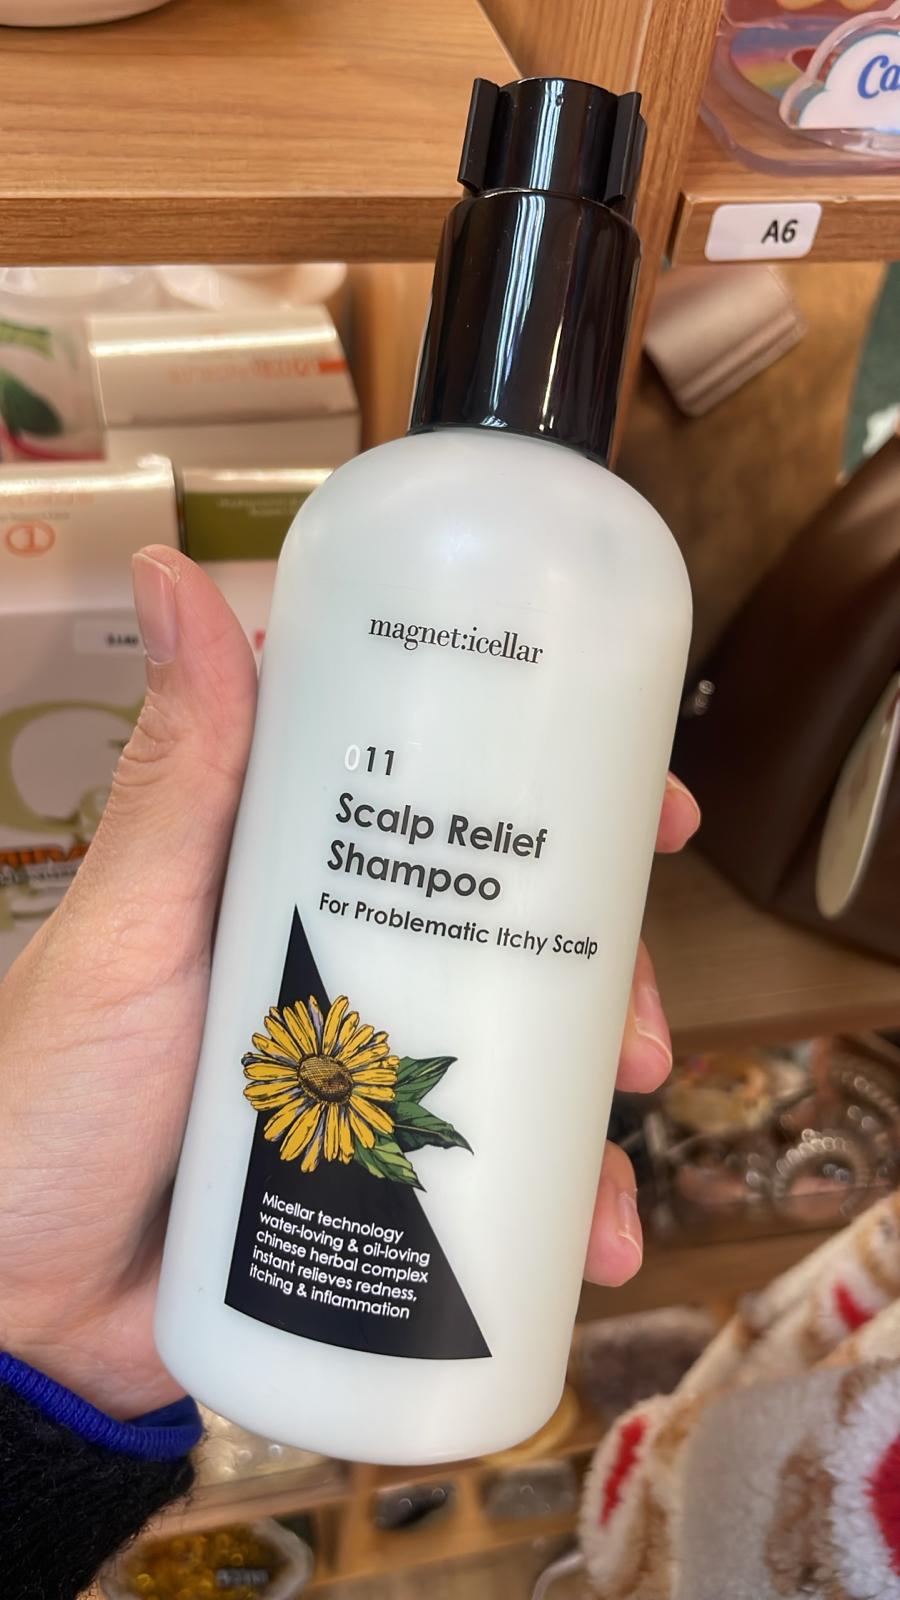 Ca
A6
magnet:icellar
011
Scalp Relief
Shampoo
For Problematic Itchy Scalp
Micellar technology
water-loving & oil-loving
chinese herbal complex
instant relieves redness,
itching & inflammation